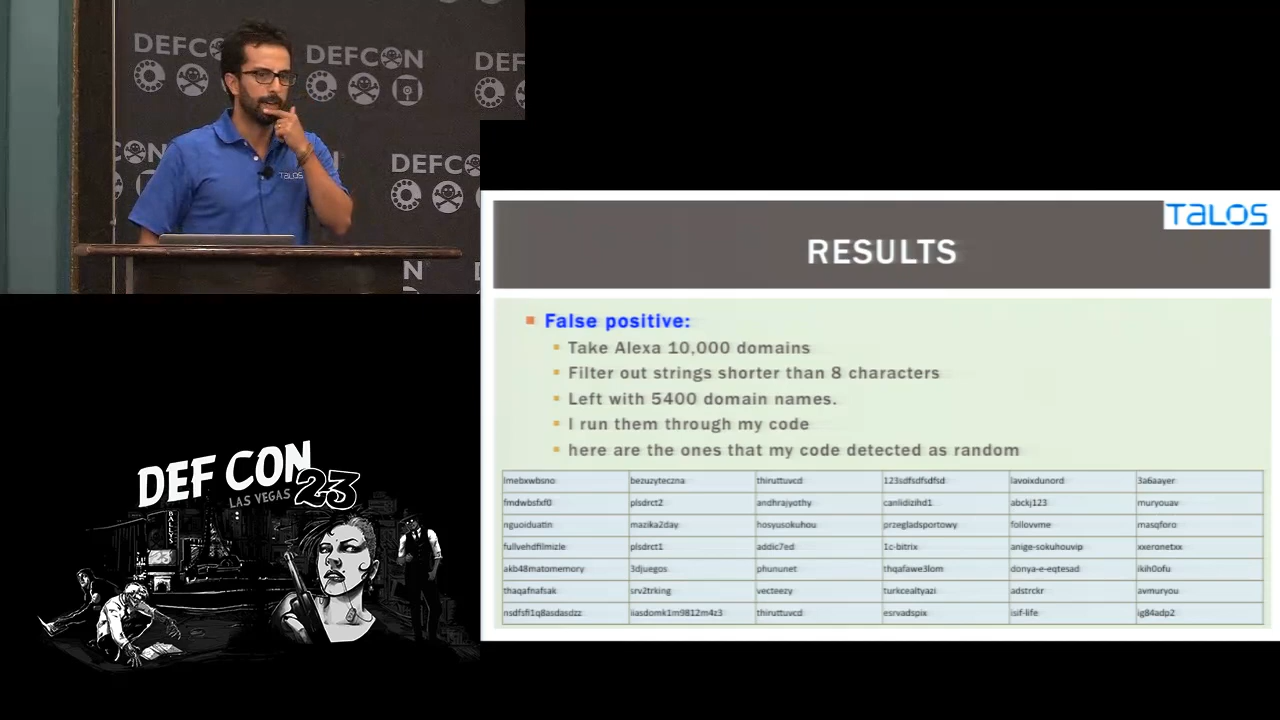 DEFCON
DEFCON
DEF
DEFCON
TALOS
TALOS
RESULTS
False positive:
Take Alexa 10,000 domains
Filter out strings shorter than 8 characters
Left with 5400 domain names.
I run them through my code
here are the ones that my code detected as random
lmebxwbsno bezuzyteczna thiruttuvcd 123sdfsdfsdfsd lavoixdunord 3a6aayer
fmdwbsfxf0 plsdrct2 andhrajyothy canlidizihd1 abckj123 muryouav
nguoiduatin mazika2day hosyusokuhou przegladsportowy followme masqforo
fullvehdfilmizle plsdrct1 addic7ed 1c-bitrix anige-sokuhouvip xxeronetxx
akb48matomemory 3djuegos phununet thqafawe3lom donya-e-eqtesad ikih0ofu
thaqafnafsak srv2trking vecteezy turkcealtyazi adstrckr avmuryou
nsdfsfi1q8asdasdzz iiasdomk1m9812m4z3 thiruttuvcd esrvadspix isif-life ig84adp2
DEF CON
LAS VEGAS 23
BALLYS